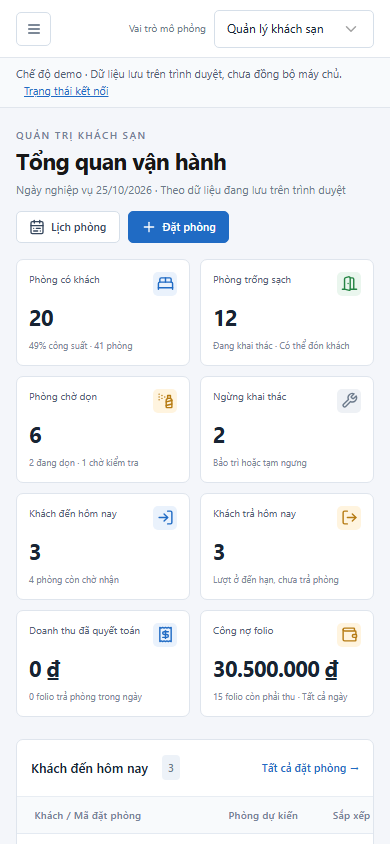 Vai trò mô phỏng
Quản lý khách sạn
Chế độ demo · Dữ liệu lưu trên trình duyệt, chưa đồng bộ máy chủ.
Trạng thái kết nối
QUẢN TRỊ KHÁCH SẠN
Tổng quan vận hành
Ngày nghiệp vụ 25/10/2026 · Theo dữ liệu đang lưu trên trình duyệt
Lịch phòng
Đặt phòng
Phòng có khách
20
49% công suất · 41 phòng
Phòng trống sạch
12
Đang khai thác · Có thể đón khách
Phòng chờ dọn
6
2 đang dọn · 1 chờ kiểm tra
Ngừng khai thác
2
Bảo trì hoặc tạm ngưng
Khách đến hôm nay
3
4 phòng còn chờ nhận
Khách trả hôm nay
3
Lượt ở đến hạn, chưa trả phòng
Doanh thu đã quyết toán
0 ₫
0 folio trả phòng trong ngày
Công nợ folio
30.500.000 ₫
15 folio còn phải thu · Tất cả ngày
Khách đến hôm nay
3
Tất cả đặt phòng →
Khách / Mã đặt phòng
Phòng dự kiến
Sắp xếp